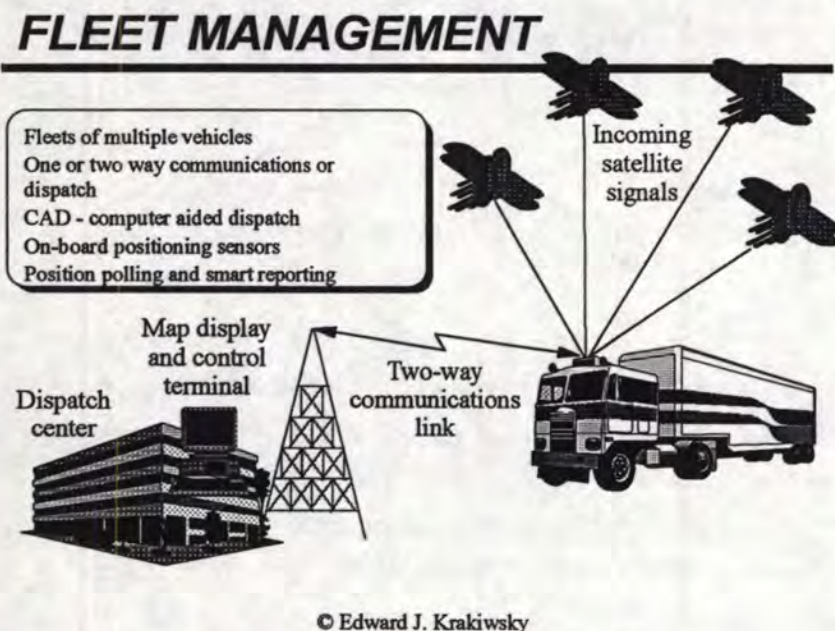 FLEET MANAGEMENT
Fleets of multiple vehicles
One or two way communications or
dispatch
CAD - computer aided dispatch
On-board positioning sensors
Position polling and smart reporting
Incoming
satellite
signals
Map display
and control
terminal
Dispatch
center
Two-way
communications
link
© Edward J. Krakiwsky